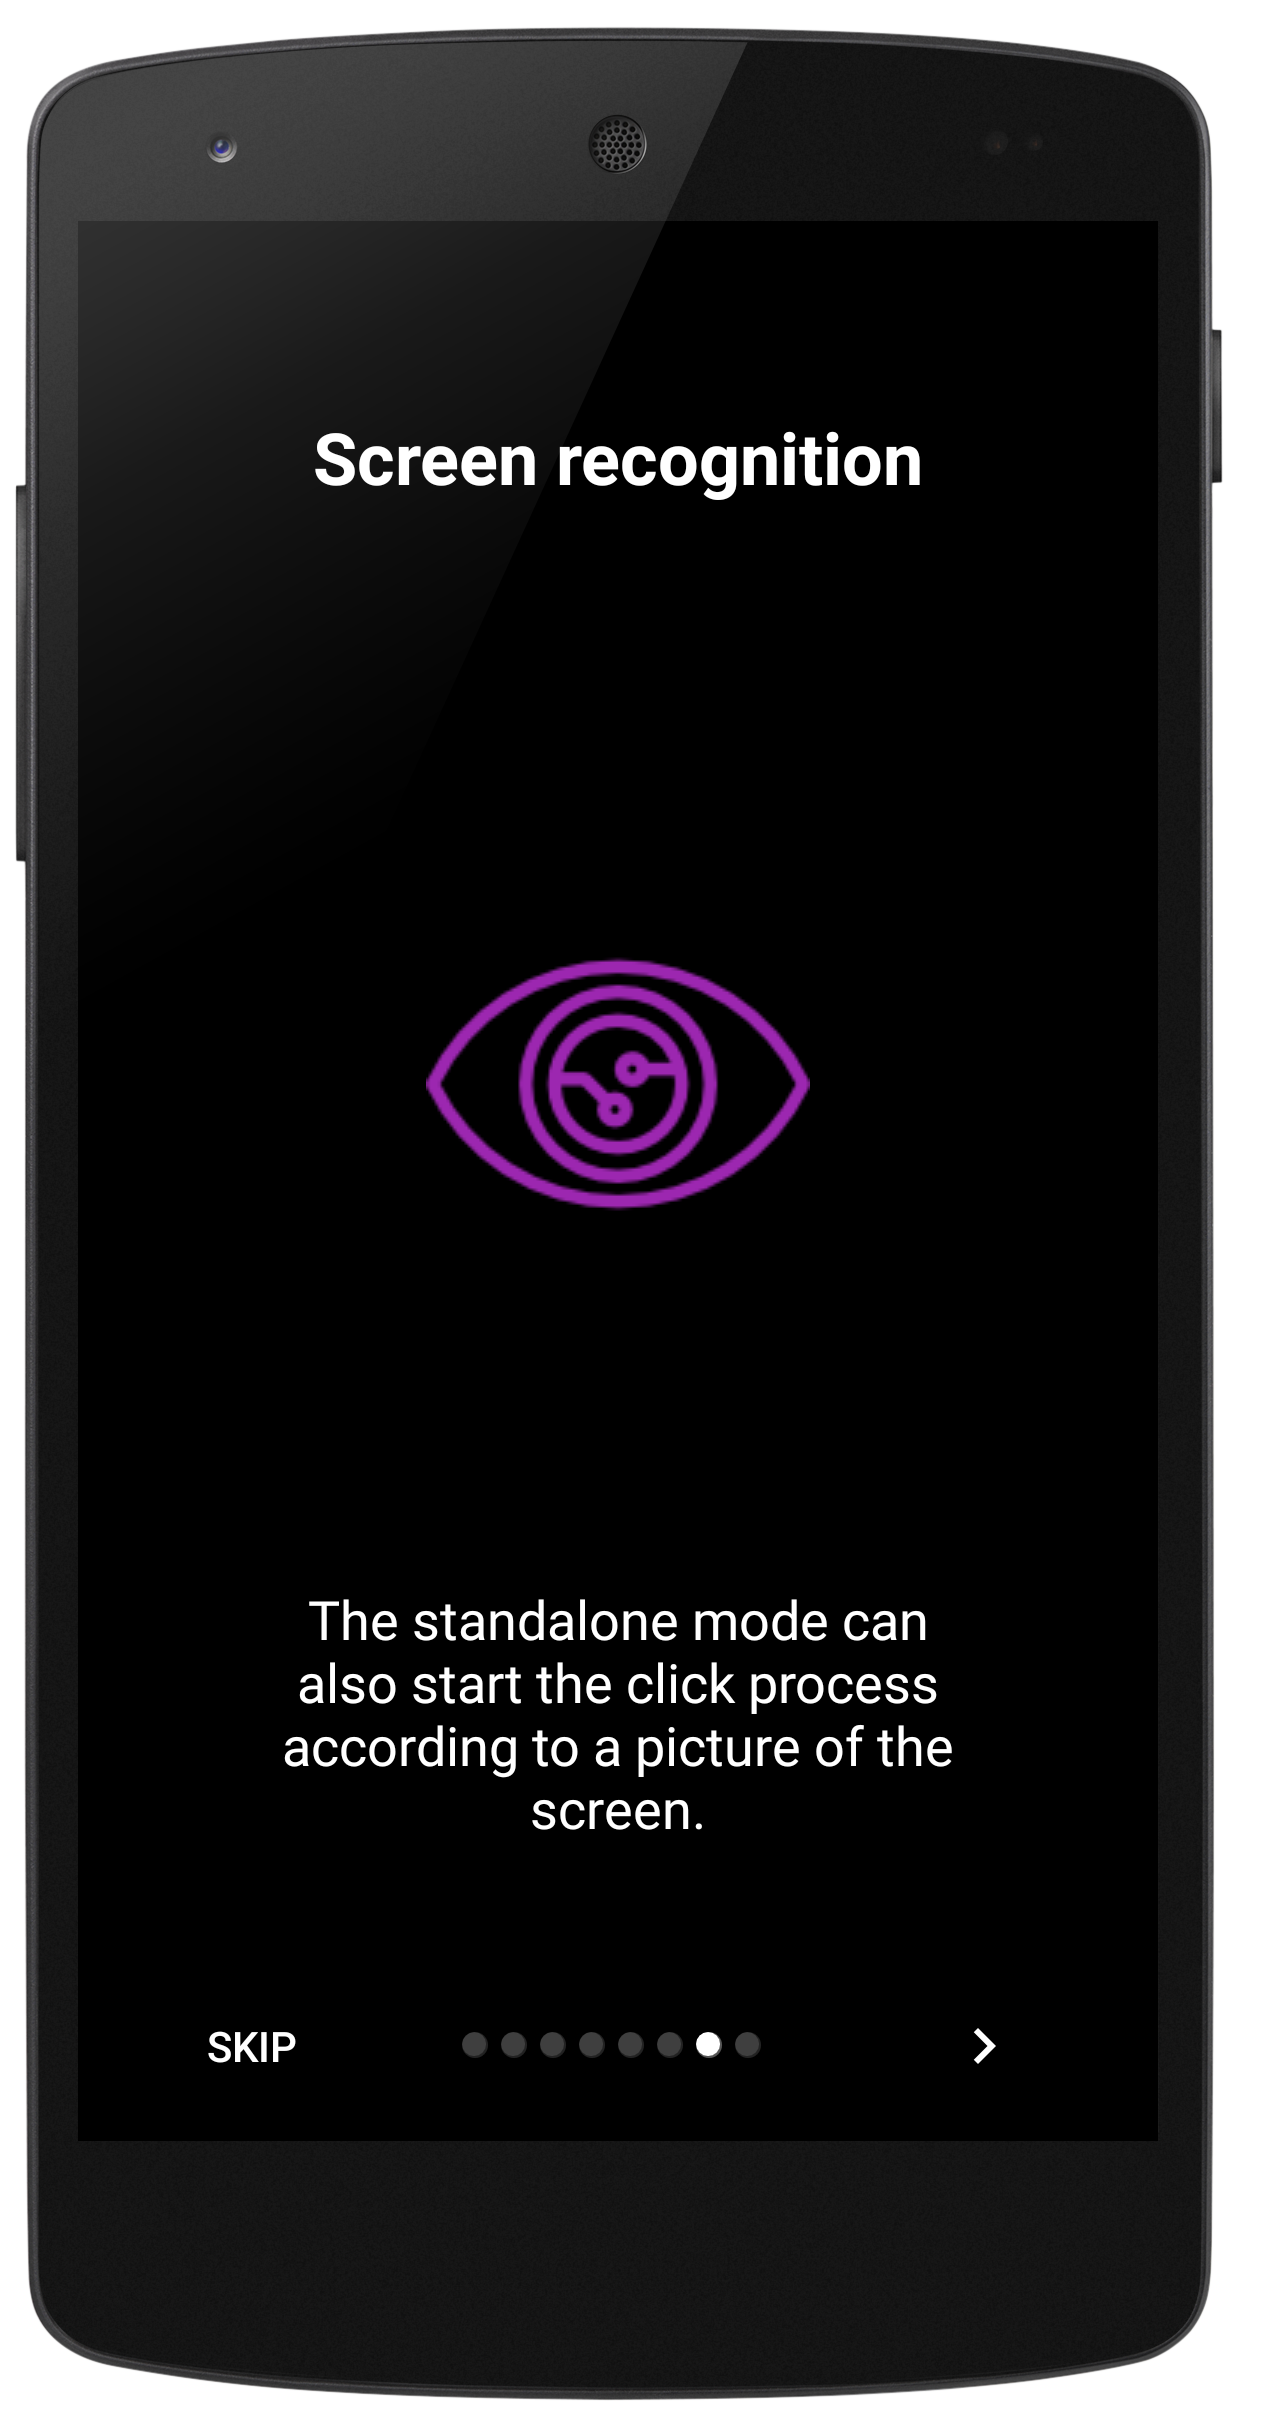 Screen recognition
The standalone mode can
also start the click process
according to a picture of the
screen.
SKIP